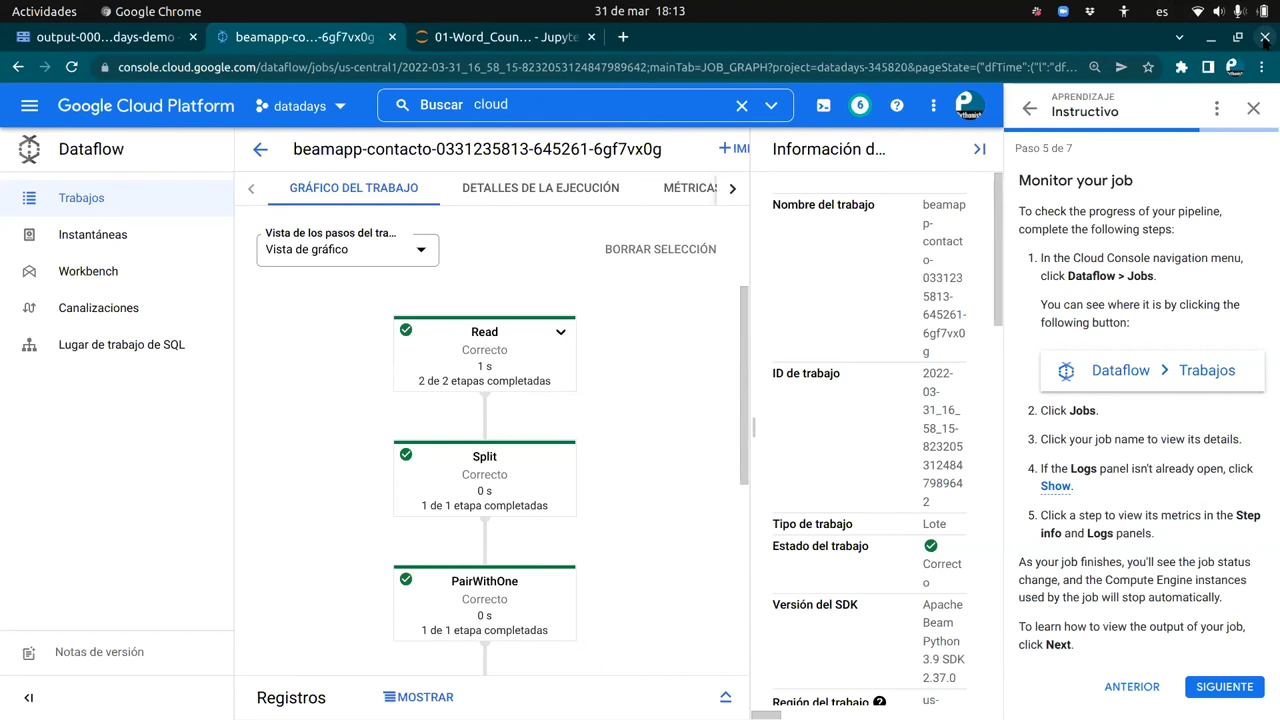 Actividades
Google Chrome
31 de mar 18:13
es
output-000...days-demo
beamapp-co...-6gf7vx0g
01-Word_Coun... - Jupyte
console.cloud.google.com/dataflow/jobs/us-central1/2022-03-31_16_58_15-8232053124847989642;mainTab=JOB_GRAPH?project=datadays-345820&pageState=("dfTime":("l":"df...
Google Cloud Platform
datadays
Buscar cloud
6
Dataflow
Trabajos
Instantáneas
Workbench
Canalizaciones
Lugar de trabajo de SQL
Notas de versión
beamapp-contacto-0331235813-645261-6gf7vx0g
IMI
GRÁFICO DEL TRABAJO
DETALLES DE LA EJECUCIÓN
MÉTRICAS
Vista de los pasos del tra...
Vista de gráfico
BORRAR SELECCIÓN
Read
Correcto
1 s
2 de 2 etapas completadas
Split
Correcto
0 s
1 de 1 etapa completadas
PairWithOne
Correcto
0 s
1 de 1 etapa completadas
Registros
MOSTRAR
Información d...
Nombre del trabajo
beamap
p-
contact
o-
033123
5813-
645261-
6gf7vx0
g
ID de trabajo
2022-
03-
31_16_
58_15-
823205
312484
798964
2
Tipo de trabajo
Lote
Estado del trabajo
Correct
o
Versión del SDK
Apache
Beam
Python
3.9 SDK
2.37.0
Región del trabajo
us-
APRENDIZAJE
Instructivo
Paso 5 de 7
Monitor your job
To check the progress of your pipeline,
complete the following steps:
1. In the Cloud Console navigation menu,
click Dataflow > Jobs.
You can see where it is by clicking the
following button:
Dataflow > Trabajos
2. Click Jobs.
3. Click your job name to view its details.
4. If the Logs panel isn't already open, click
Show.
5. Click a step to view its metrics in the Step
info and Logs panels.
As your job finishes, you'll see the job status
change, and the Compute Engine instances
used by the job will stop automatically.
To learn how to view the output of your job,
click Next.
ANTERIOR
SIGUIENTE